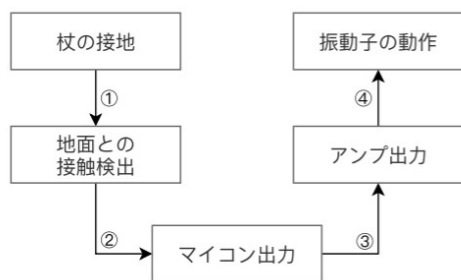 杖の接地
①
地面との
接触検出
②
マイコン出力
③
アンプ出力
④
振動子の動作